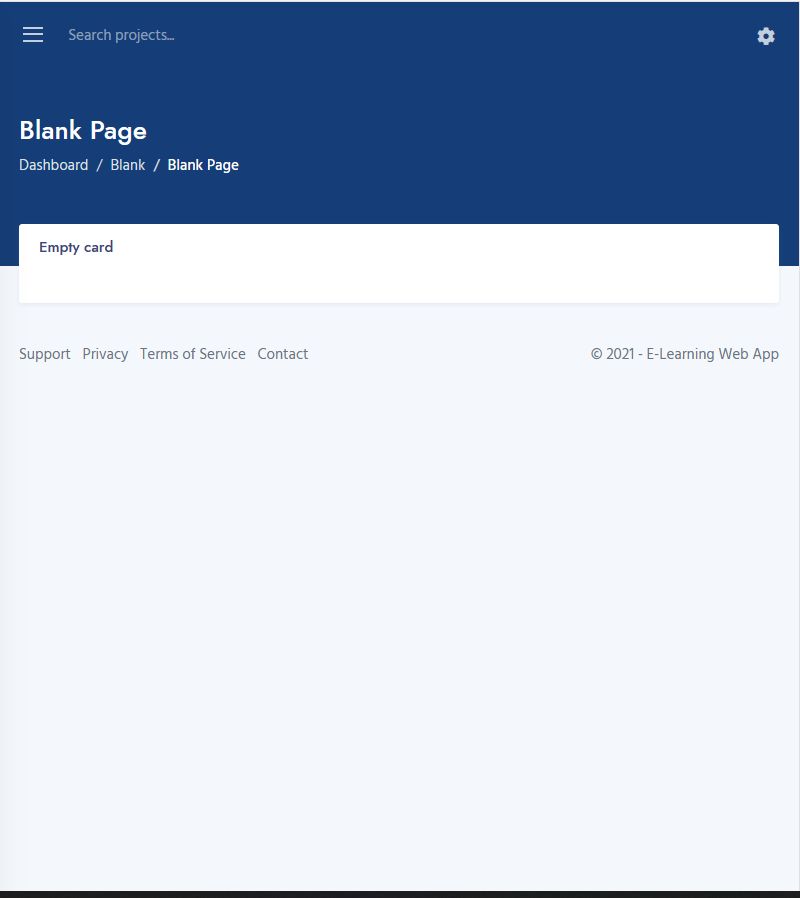 Search projects...
Blank Page
Dashboard / Blank / Blank Page
Empty card
Support Privacy Terms of Service Contact © 2021 - E-Learning Web App